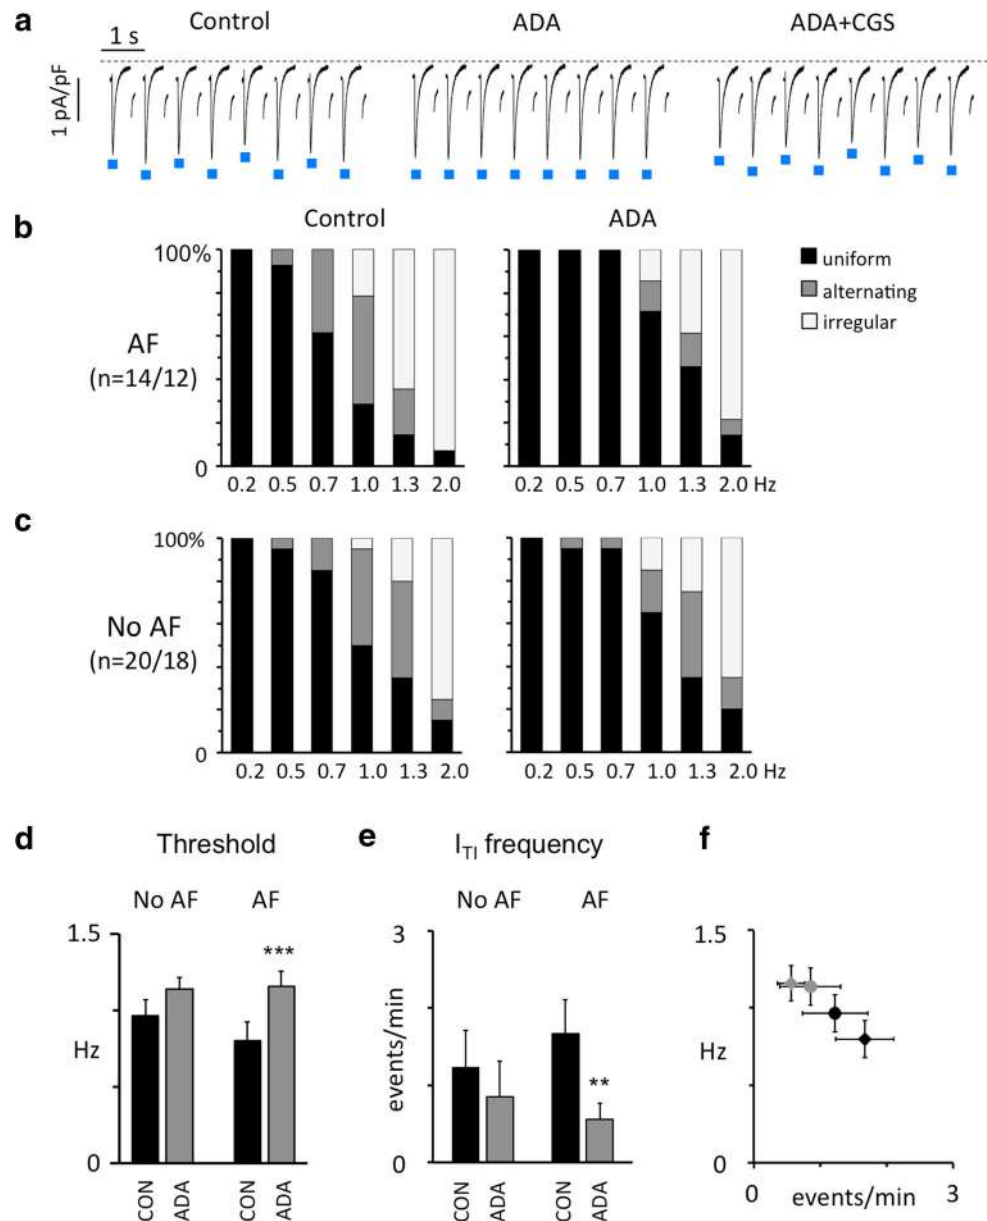 a
Control ADA ADA+CGS
1 s
1 pA/pF
b
Control ADA
100%
AF
(n=14/12)
0
0.2 0.5 0.7 1.0 1.3 2.0 0.2 0.5 0.7 1.0 1.3 2.0 Hz
uniform
alternating
irregular
c
100%
No AF
(n=20/18)
0
0.2 0.5 0.7 1.0 1.3 2.0 0.2 0.5 0.7 1.0 1.3 2.0 Hz
d
Threshold
No AF AF
1.5
***
Hz
0
CON ADA CON ADA
e
I_TI frequency
No AF AF
3
events/min
**
0
CON ADA CON ADA
f
1.5
Hz
0
0 events/min 3